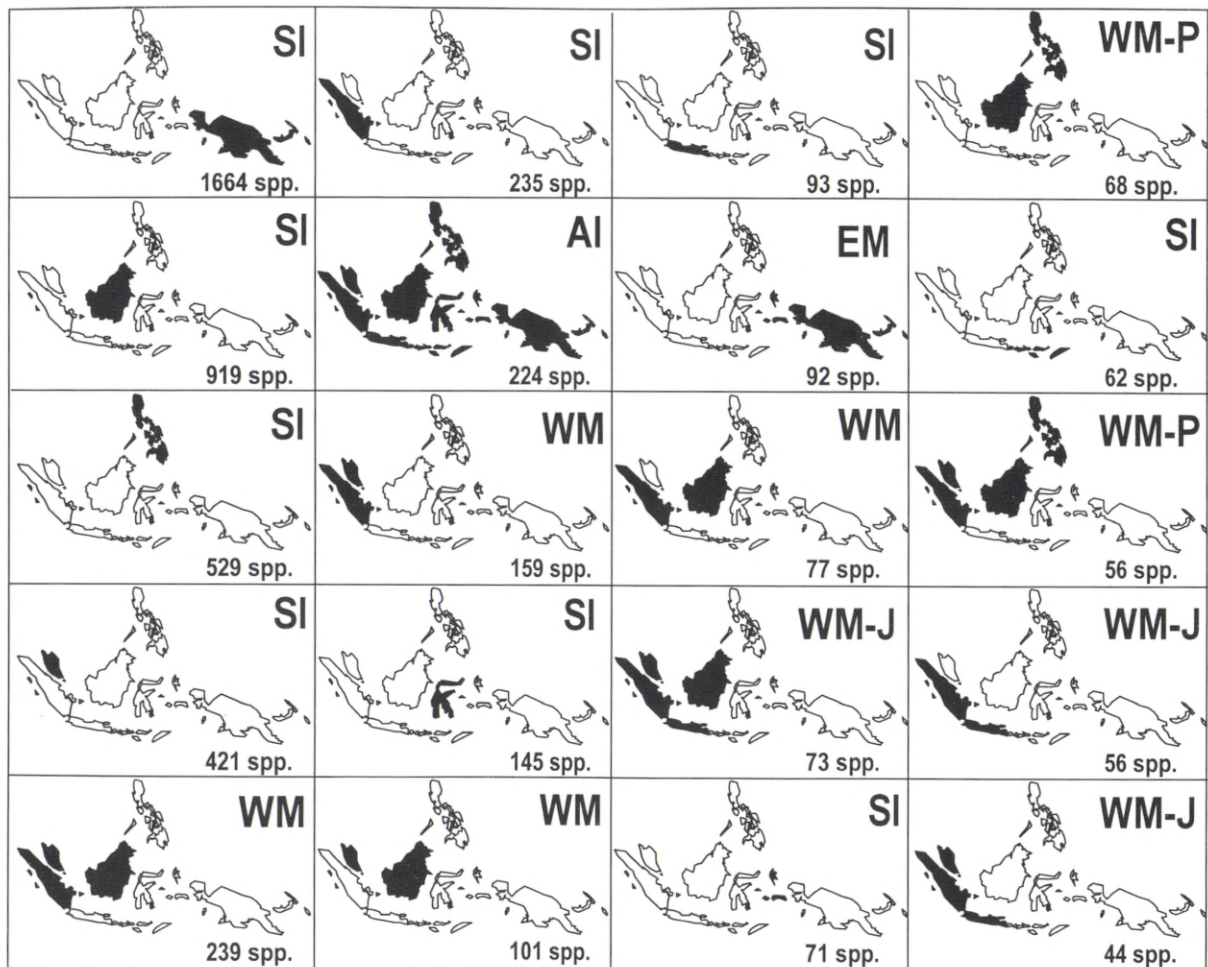 SI
1664 spp.
SI
235 spp.
SI
93 spp.
WM-P
68 spp.
SI
919 spp.
AI
224 spp.
EM
92 spp.
SI
62 spp.
SI
529 spp.
WM
159 spp.
WM
77 spp.
WM-P
56 spp.
SI
421 spp.
SI
145 spp.
WM-J
73 spp.
WM-J
56 spp.
WM
239 spp.
WM
101 spp.
SI
71 spp.
WM-J
44 spp.